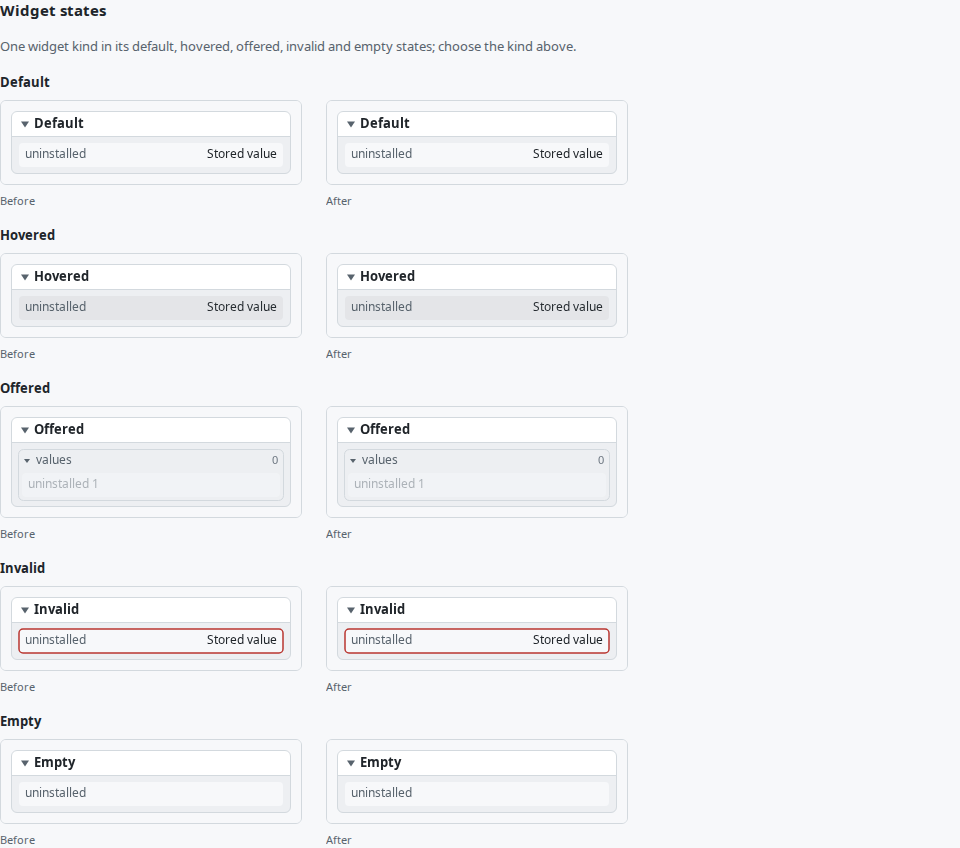 Widget states
One widget kind in its default, hovered, offered, invalid and empty states; choose the kind above.
Default
Default
uninstalled Stored value
Default
uninstalled Stored value
Before
After
Hovered
Hovered
uninstalled Stored value
Hovered
uninstalled Stored value
Before
After
Offered
Offered
values 0
uninstalled 1
Offered
values 0
uninstalled 1
Before
After
Invalid
Invalid
uninstalled Stored value
Invalid
uninstalled Stored value
Before
After
Empty
Empty
uninstalled
Empty
uninstalled
Before
After